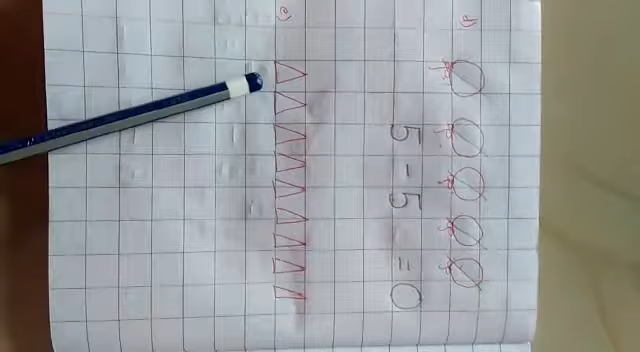 d)
5 - 5 = 0
e)